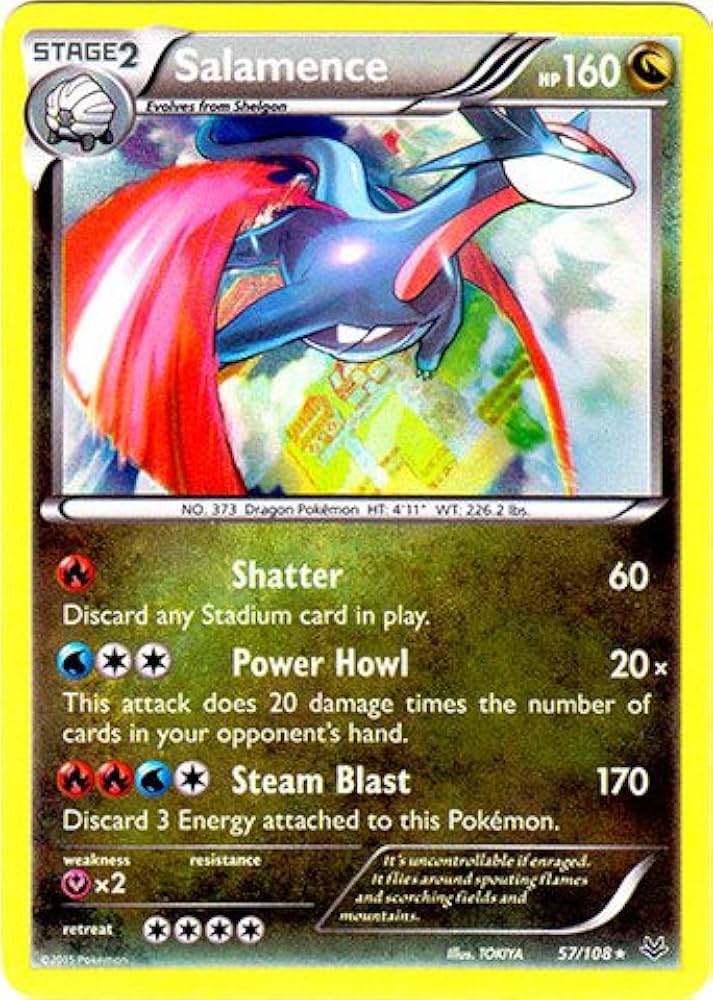 STAGE2
Salamence
HP160
Evolves from Shelgon
NO. 373 Dragon Pokémon HT: 4'11" WT: 226.2 lbs.
Shatter 60
Discard any Stadium card in play.
Power Howl 20×
This attack does 20 damage times the number of
cards in your opponent's hand.
Steam Blast 170
Discard 3 Energy attached to this Pokémon.
weakness resistance
×2
It's uncontrollable if enraged.
It flies around spouting flames
and scorching fields and
mountains.
retreat
©2015 Pokémon
Illus. TOKIYA 57/108 ★